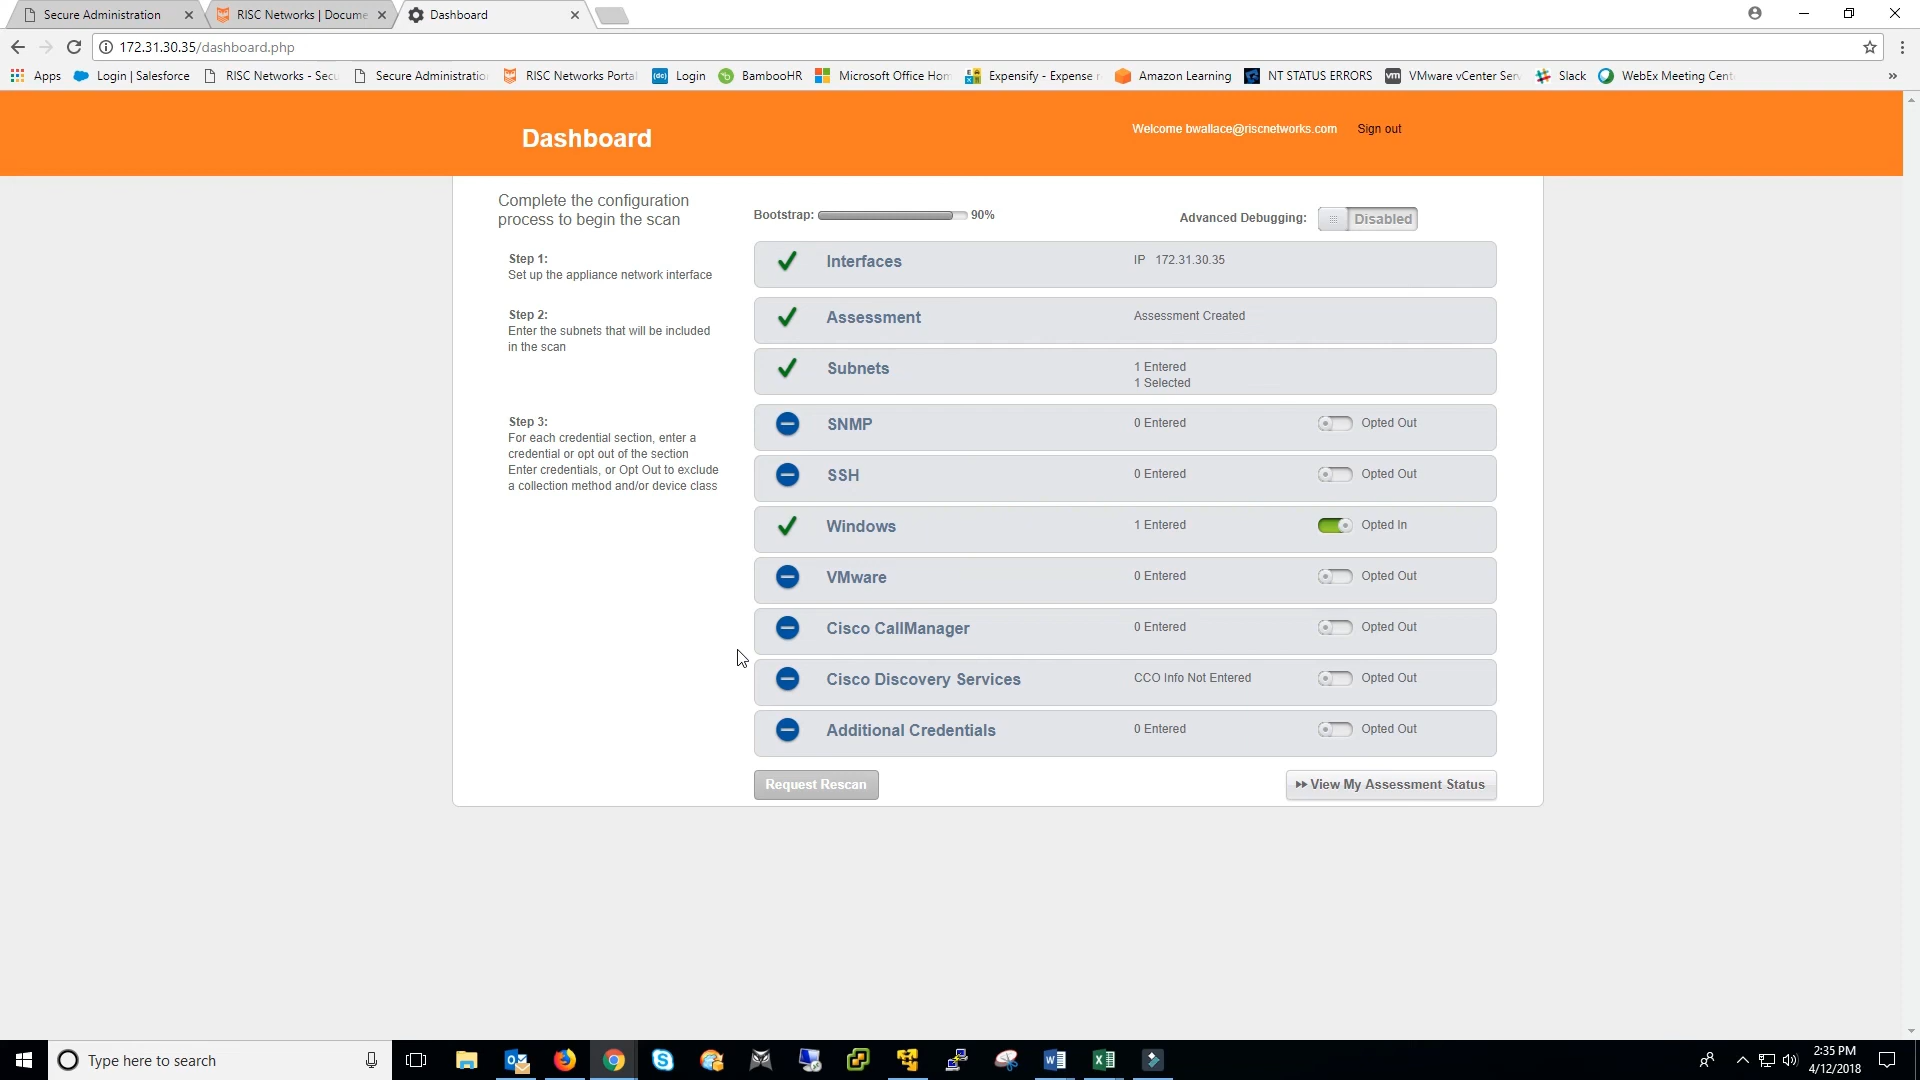 Secure Administration
RISC Networks | Docume
Dashboard
172.31.30.35/dashboard.php
Apps
Login | Salesforce
RISC Networks - Secu
Secure Administratio
RISC Networks Portal
Login
BambooHR
Microsoft Office Hom
Expensify - Expense r
Amazon Learning
NT STATUS ERRORS
VMware vCenter Serv
Slack
WebEx Meeting Cent
Dashboard
Welcome bwallace@riscnetworks.com
Sign out
Complete the configuration
process to begin the scan
Bootstrap:
90%
Advanced Debugging:
Disabled
Step 1:
Set up the appliance network interface
Interfaces
IP 172.31.30.35
Step 2:
Enter the subnets that will be included
in the scan
Assessment
Assessment Created
Subnets
1 Entered
1 Selected
Step 3:
For each credential section, enter a
credential or opt out of the section
Enter credentials, or Opt Out to exclude
a collection method and/or device class
SNMP
0 Entered
Opted Out
SSH
0 Entered
Opted Out
Windows
1 Entered
Opted In
VMware
0 Entered
Opted Out
Cisco CallManager
0 Entered
Opted Out
Cisco Discovery Services
CCO Info Not Entered
Opted Out
Additional Credentials
0 Entered
Opted Out
Request Rescan
View My Assessment Status
Type here to search
2:35 PM
4/12/2018